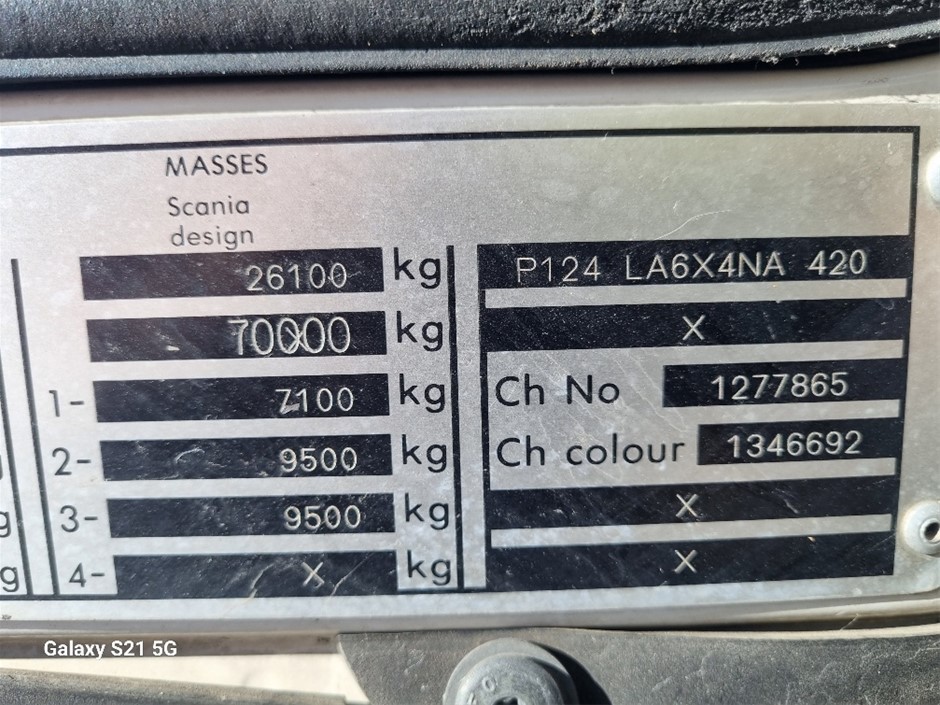 MASSES
Scania
design
26100 kg
P124 LA6X4NA 420
70000 kg
X
1- 7100 kg
Ch No 1277865
2- 9500 kg
Ch colour 1346692
g 3- 9500 kg
X
g 4- X kg
X
Galaxy S21 5G